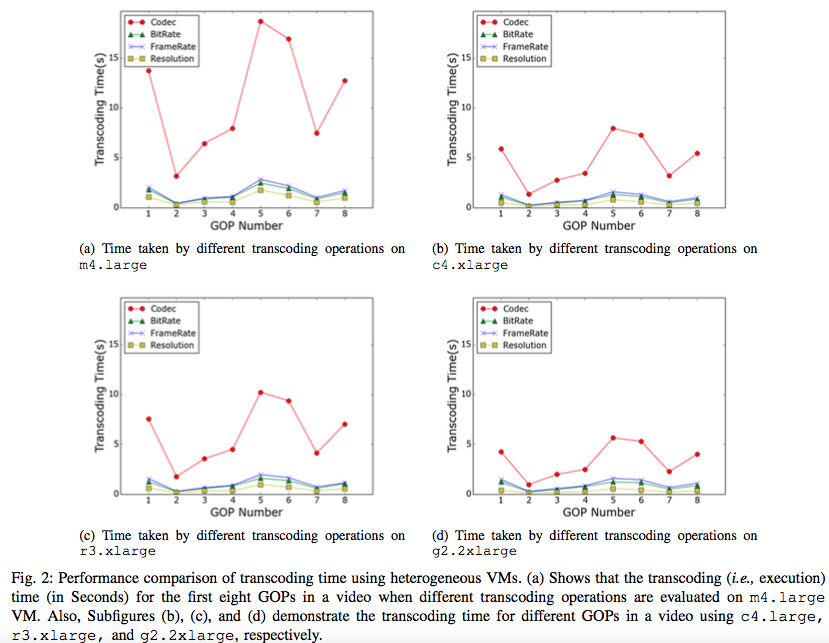 Codec
BitRate
FrameRate
Resolution
Transcoding Time(s)
15
10
5
0
1 2 3 4 5 6 7 8
GOP Number
(a) Time taken by different transcoding operations on
m4.large
Codec
BitRate
FrameRate
Resolution
Transcoding Time(s)
15
10
5
0
1 2 3 4 5 6 7 8
GOP Number
(b) Time taken by different transcoding operations on
c4.xlarge
Codec
BitRate
FrameRate
Resolution
Transcoding Time(s)
15
10
5
0
1 2 3 4 5 6 7 8
GOP Number
(c) Time taken by different transcoding operations on
r3.xlarge
Codec
BitRate
FrameRate
Resolution
Transcoding Time(s)
15
10
5
0
1 2 3 4 5 6 7 8
GOP Number
(d) Time taken by different transcoding operations on
g2.2xlarge
Fig. 2: Performance comparison of transcoding time using heterogeneous VMs. (a) Shows that the transcoding (i.e., execution)
time (in Seconds) for the first eight GOPs in a video when different transcoding operations are evaluated on m4.large
VM. Also, Subfigures (b), (c), and (d) demonstrate the transcoding time for different GOPs in a video using c4.large,
r3.xlarge, and g2.2xlarge, respectively.